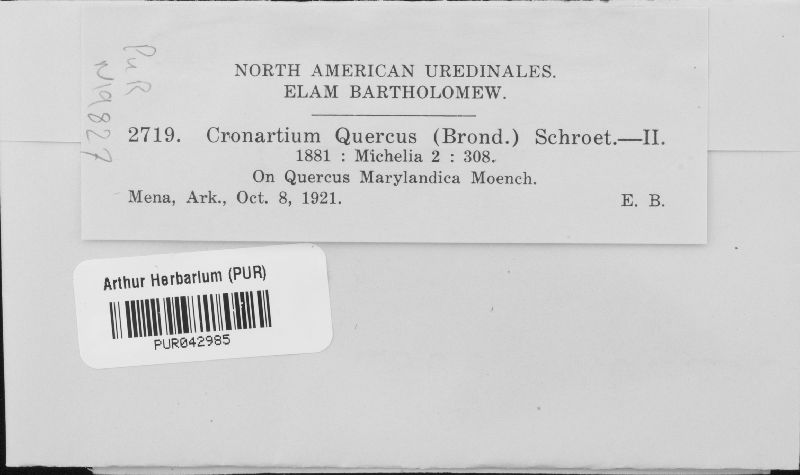 PUR
N19827
NORTH AMERICAN UREDINALES.
ELAM BARTHOLOMEW.
2719. Cronartium Quercus (Brond.) Schroet.—II.
1881 : Michelia 2 : 308.
On Quercus Marylandica Moench.
Mena, Ark., Oct. 8, 1921.
E. B.
Arthur Herbarium (PUR)
PUR042985